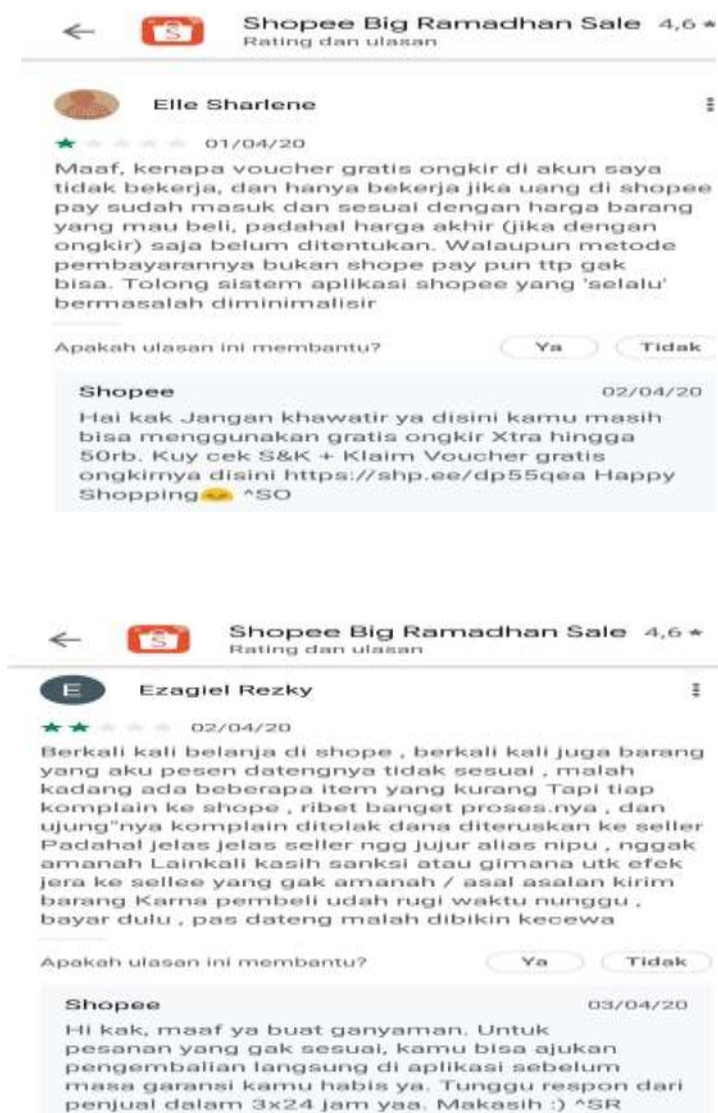 Shopee Big Ramadhan Sale 4,6 ★
Rating dan ulasan
Elle Sharlene
01/04/20
Maaf, kenapa voucher gratis ongkir di akun saya
tidak bekerja, dan hanya bekerja jika uang di shopee
pay sudah masuk dan sesuai dengan harga barang
yang mau beli, padahal harga akhir (jika dengan
ongkir) saja belum ditentukan. Walaupun metode
pembayarannya bukan shope pay pun ttp gak
bisa. Tolong sistem aplikasi shopee yang 'selalu'
bermasalah diminimalisir
Apakah ulasan ini membantu? Ya Tidak
Shopee 02/04/20
Hai kak Jangan khawatir ya disini kamu masih
bisa menggunakan gratis ongkir Xtra hingga
50rb. Kuy cek S&K + Klaim Voucher gratis
ongkirnya disini https://shp.ee/dp55qea Happy
Shopping😊 ^SO
Shopee Big Ramadhan Sale 4,6 ★
Rating dan ulasan
E Ezagiel Rezky
02/04/20
Berkali kali belanja di shope , berkali kali juga barang
yang aku pesen datengnya tidak sesuai , malah
kadang ada beberapa item yang kurang Tapi tiap
komplain ke shope , ribet banget proses.nya , dan
ujung"nya komplain ditolak dana diteruskan ke seller
Padahal jelas jelas seller ngg jujur alias nipu , nggak
amanah Lainkali kasih sanksi atau gimana utk efek
jera ke sellee yang gak amanah / asal asalan kirim
barang Karna pembeli udah rugi waktu nunggu ,
bayar dulu , pas dateng malah dibikin kecewa
Apakah ulasan ini membantu? Ya Tidak
Shopee 03/04/20
Hi kak, maaf ya buat ganyaman. Untuk
pesanan yang gak sesuai, kamu bisa ajukan
pengembalian langsung di aplikasi sebelum
masa garansi kamu habis ya. Tunggu respon dari
penjual dalam 3x24 jam yaa. Makasih :) ^SR